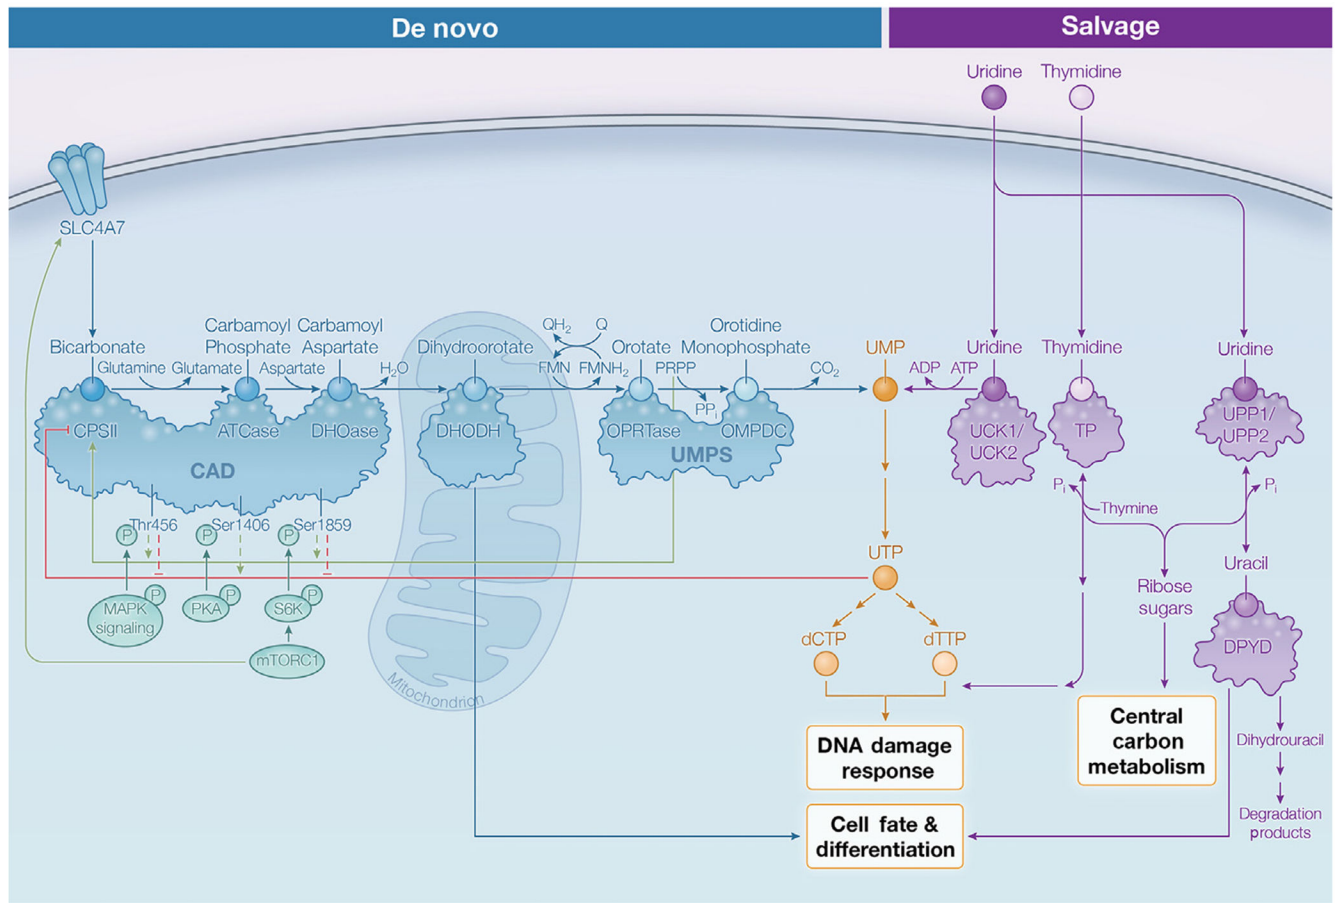 De novo
Salvage
Uridine
Thymidine
SLC4A7
Bicarbonate
Glutamine
Glutamate
Carbamoyl
Phosphate
Aspartate
Carbamoyl
Aspartate
H₂O
Dihydroorotate
QH₂
Q
FMN
FMNH₂
Orotate
PRPP
PPᵢ
Orotidine
Monophosphate
CO₂
UMP
ADP
ATP
Uridine
Thymidine
Uridine
CPSII
ATCase
DHOase
CAD
DHODH
OPRTase
OMPDC
UMPS
UCK1/
UCK2
TP
UPP1/
UPP2
Pᵢ
Thymine
Pᵢ
Thr456
Ser1406
Ser1859
P
P
P
MAPK
signaling
P
PKA
P
S6K
P
mTORC1
Mitochondrion
UTP
dCTP
dTTP
Ribose
sugars
Uracil
DPYD
DNA damage
response
Central
carbon
metabolism
Dihydrouracil
Degradation
products
Cell fate &
differentiation